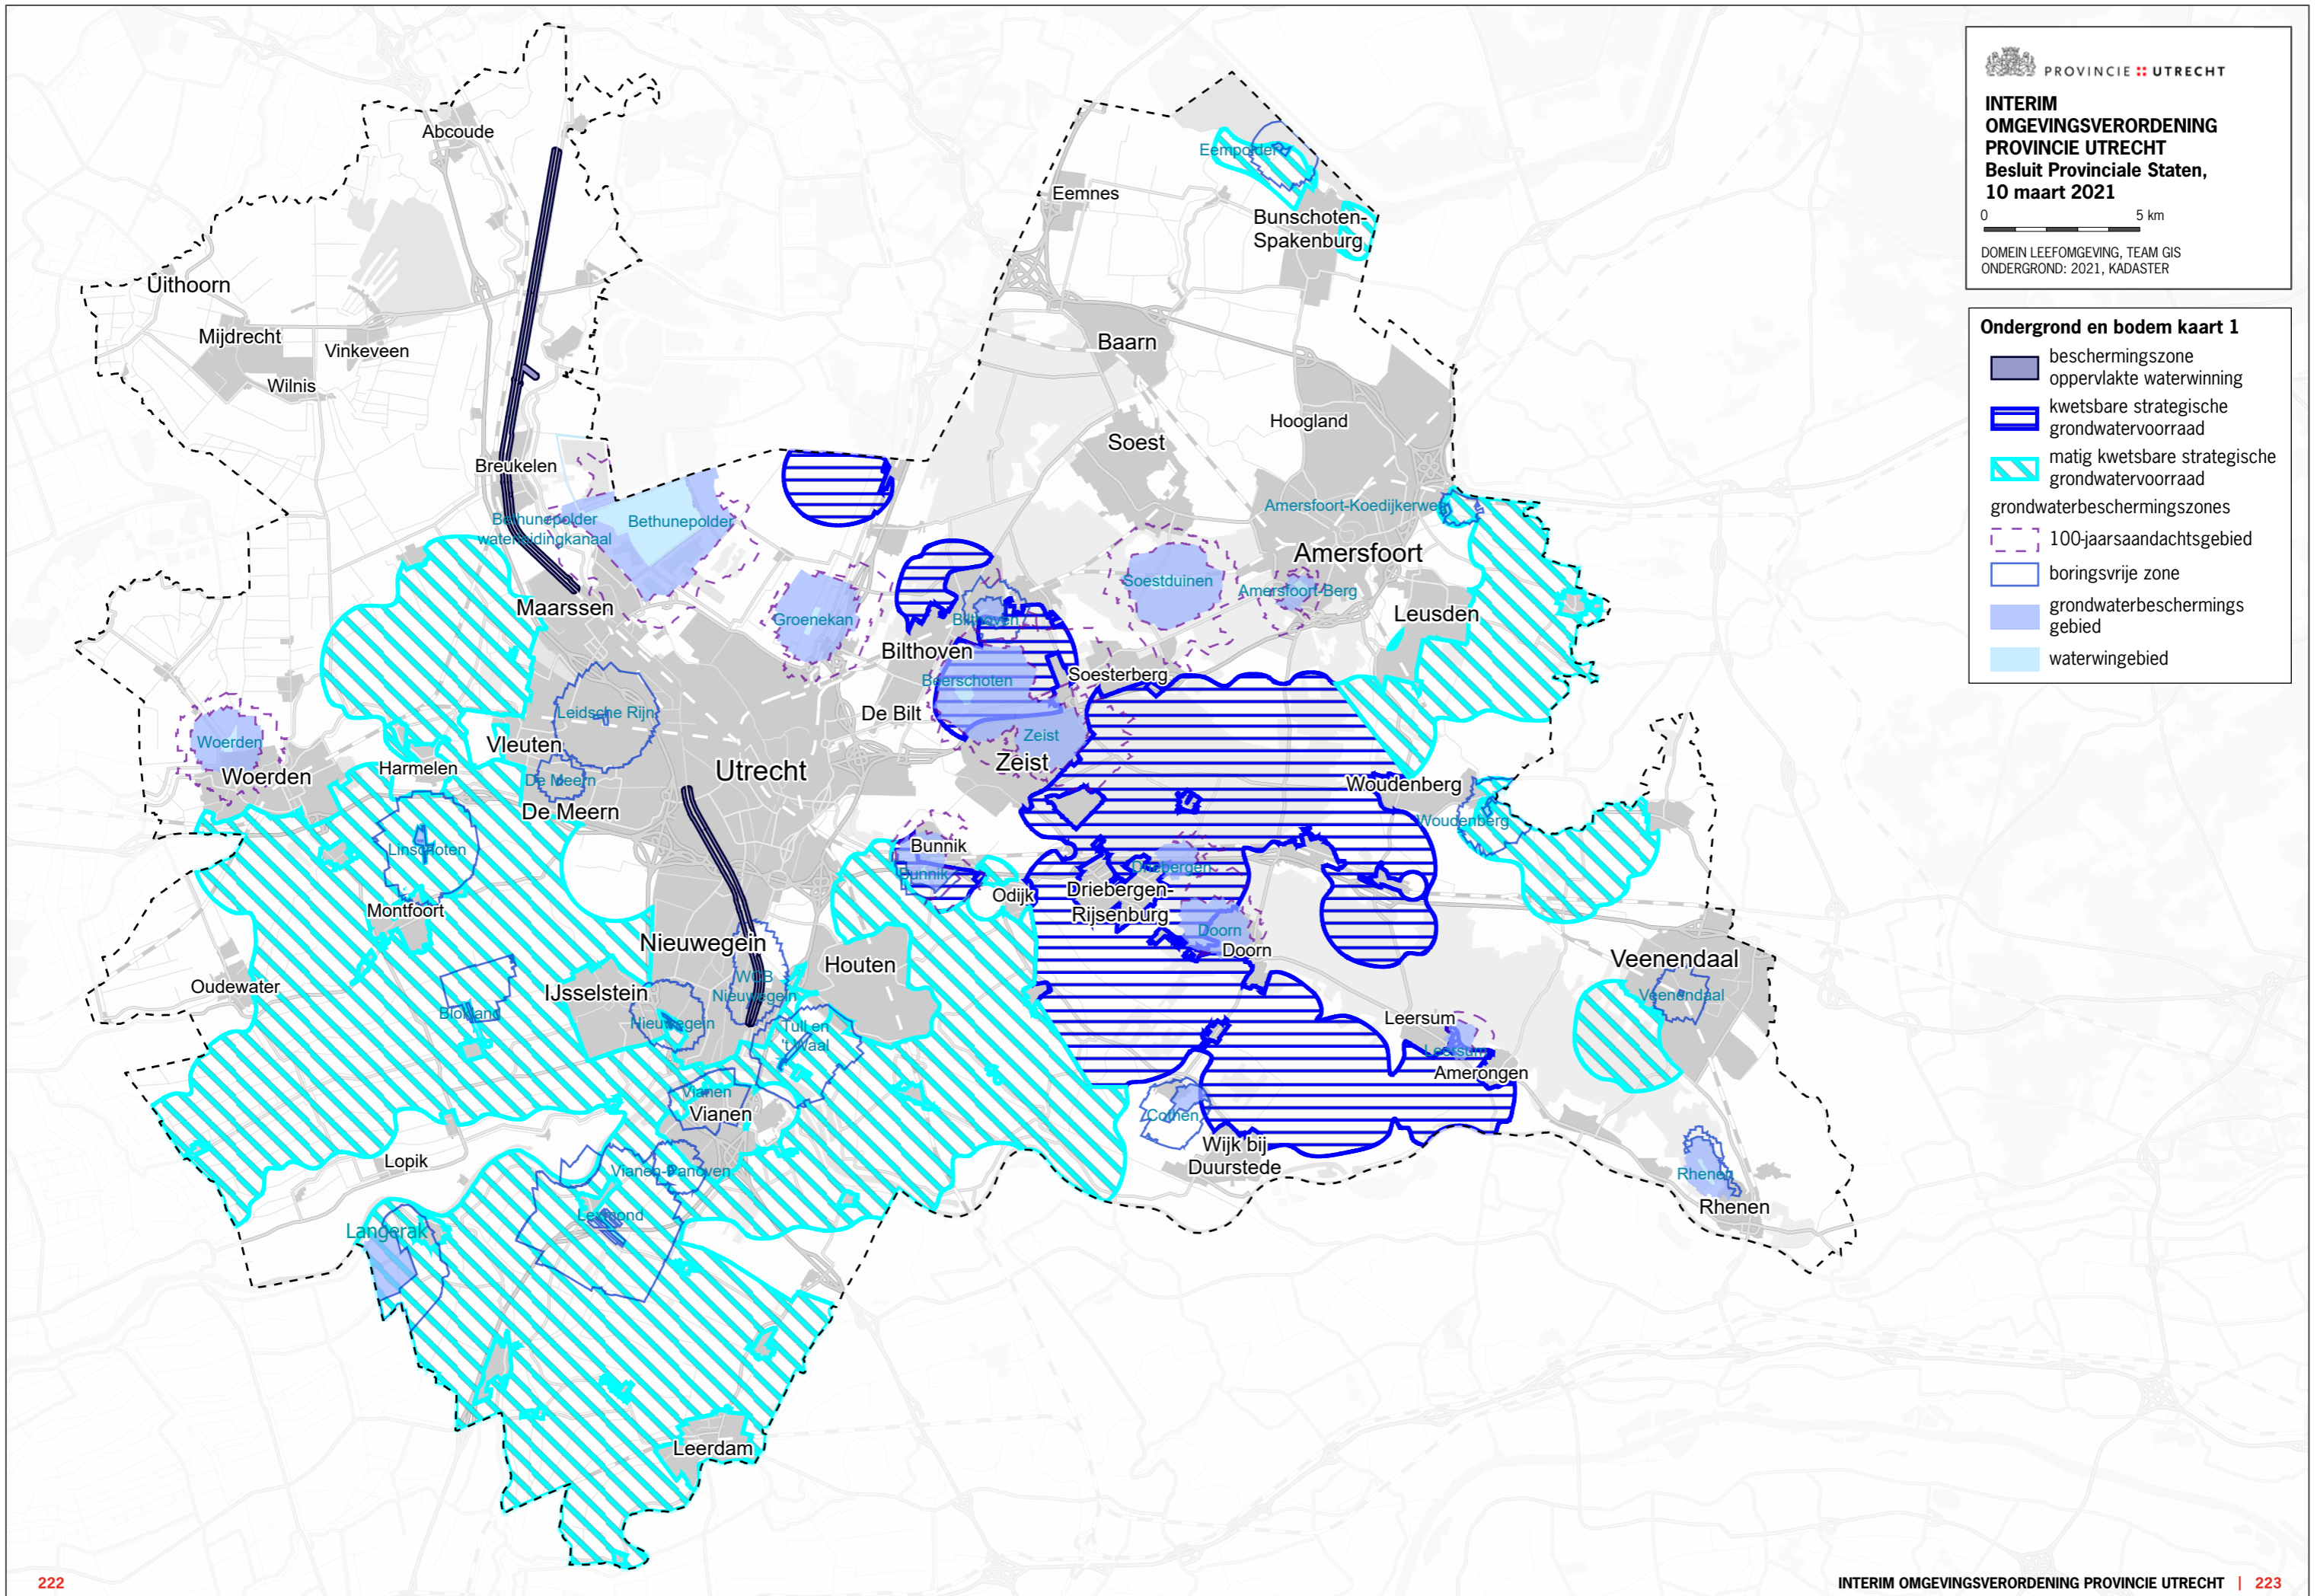 PROVINCIE UTRECHT
INTERIM
OMGEVINGSVERORDENING
PROVINCIE UTRECHT
Besluit Provinciale Staten,
10 maart 2021
0 5 km
DOMEIN LEEFOMGEVING, TEAM GIS
ONDERGROND: 2021, KADASTER
Ondergrond en bodem kaart 1
beschermingszone
oppervlakte waterwinning
kwetsbare strategische
grondwatervoorraad
matig kwetsbare strategische
grondwatervoorraad
grondwaterbeschermingszones
100-jaarsaandachtsgebied
boringsvrije zone
grondwaterbeschermings
gebied
waterwingebied
Abcoude
Eempolder
Eemnes
Bunschoten-
Spakenburg
Uithoorn
Mijdrecht
Vinkeveen
Wilnis
Baarn
Hoogland
Soest
Breukelen
Amersfoort-Koedijkerweg
Bethunepolder
waterleidingkanaal
Bethunepolder
Amersfoort
Soestduinen
Amersfoort-Berg
Maarssen
Groenekan
Bilthoven
Leusden
Bilthoven
Soesterberg
Beerschoten
De Bilt
Leidsche Rijn
Zeist
Woerden
Vleuten
Zeist
Utrecht
Woerden
Harmelen
De Meern
De Meern
Woudenberg
Woudenberg
Linschoten
Bunnik
Bunnik
Driebergen
Odijk
Driebergen-
Rijsenburg
Montfoort
Doorn
Doorn
Nieuwegein
Houten
Veenendaal
Veenendaal
Oudewater
IJsselstein
WCB
Nieuwegein
Blokland
Nieuwegein
Tull en
't Waal
Leersum
Leersum
Amerongen
Vianen
Vianen
Cothen
Wijk bij
Duurstede
Lopik
Vianen-Panoven
Rhenen
Rhenen
Lexmond
Langerak
Leerdam
222
INTERIM OMGEVINGSVERORDENING PROVINCIE UTRECHT | 223